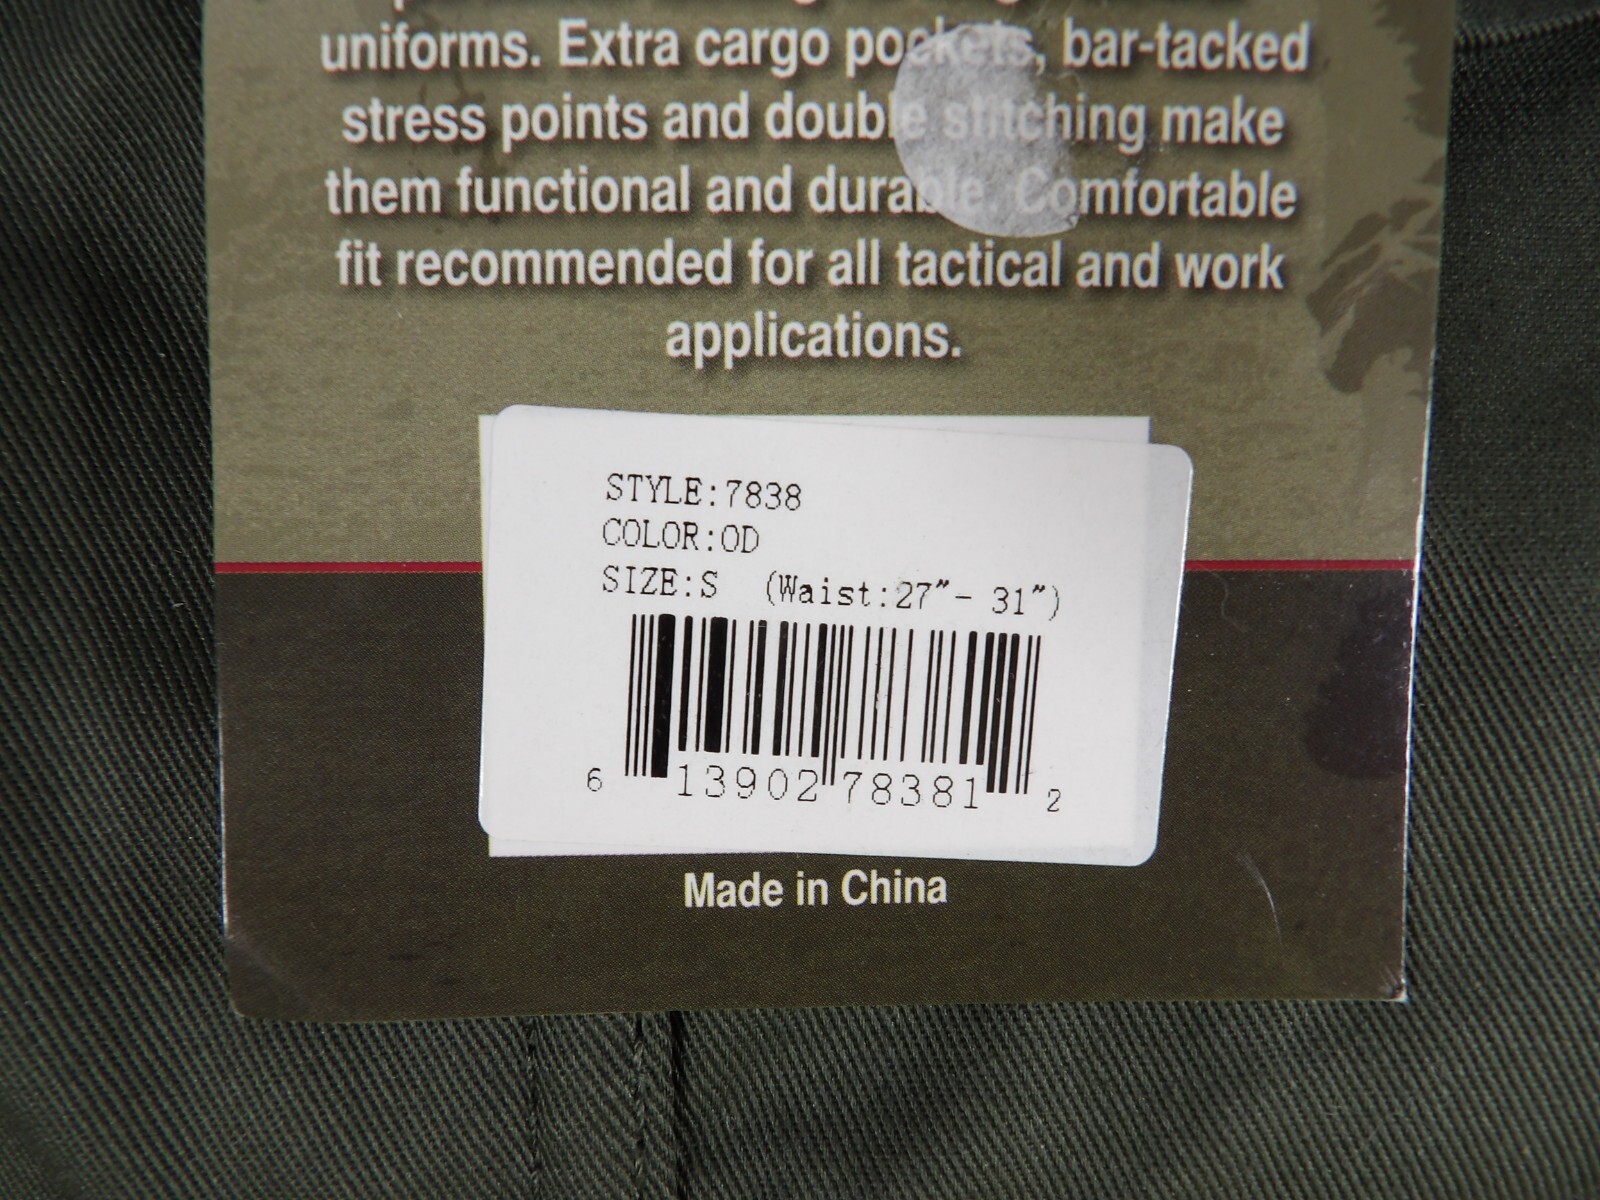 uniforms. Extra cargo pockets, bar-tacked
stress points and double stitching make
them functional and durable. Comfortable
fit recommended for all tactical and work
applications.
STYLE:7838
COLOR:OD
SIZE:S (Waist:27"- 31")
6 13902 78381 2
Made in China